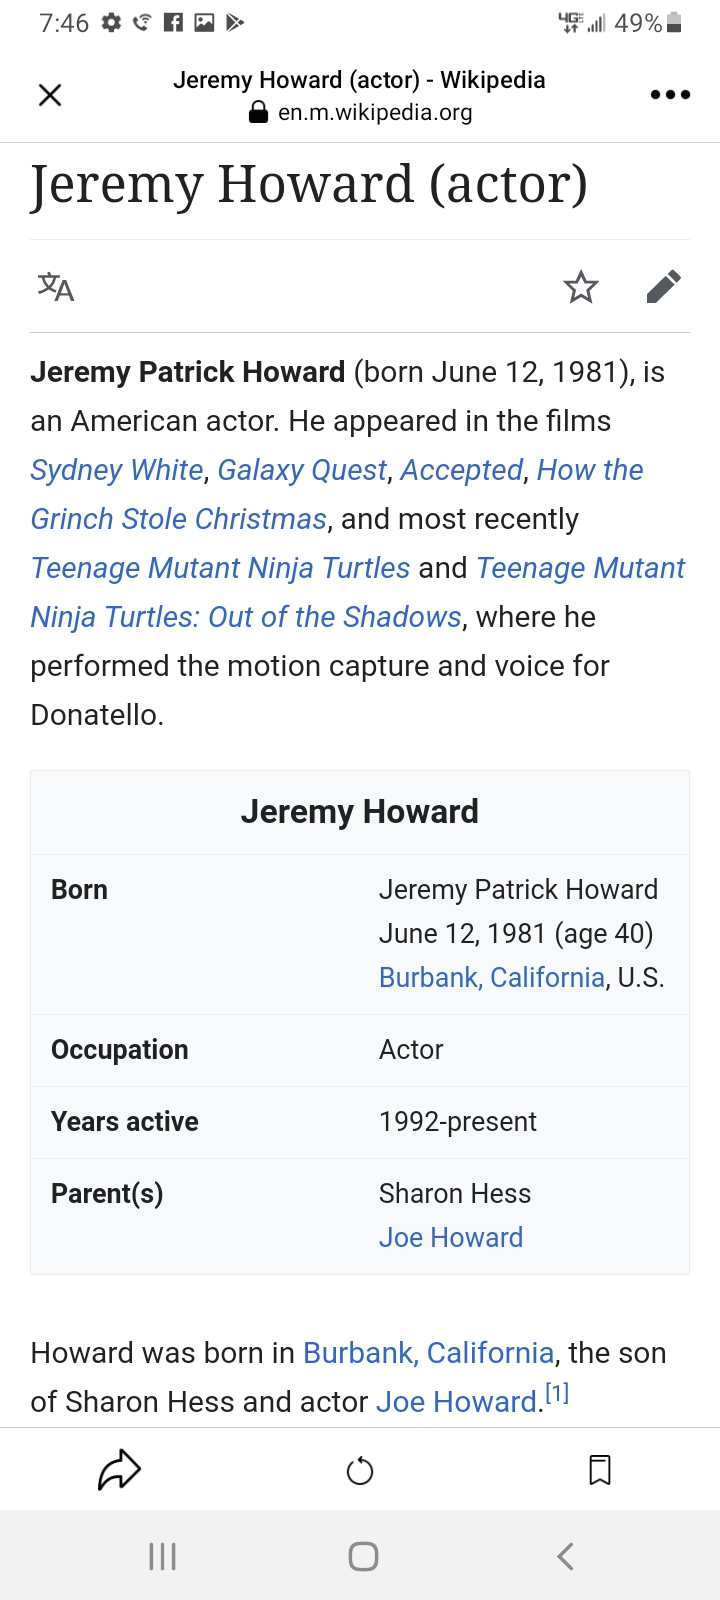 7:46
4GE 49%
Jeremy Howard (actor) - Wikipedia
en.m.wikipedia.org
Jeremy Howard (actor)
文A
Jeremy Patrick Howard (born June 12, 1981), is
an American actor. He appeared in the films
Sydney White, Galaxy Quest, Accepted, How the
Grinch Stole Christmas, and most recently
Teenage Mutant Ninja Turtles and Teenage Mutant
Ninja Turtles: Out of the Shadows, where he
performed the motion capture and voice for
Donatello.
Jeremy Howard
Born Jeremy Patrick Howard
June 12, 1981 (age 40)
Burbank, California, U.S.
Occupation Actor
Years active 1992-present
Parent(s) Sharon Hess
Joe Howard
Howard was born in Burbank, California, the son
of Sharon Hess and actor Joe Howard.[1]